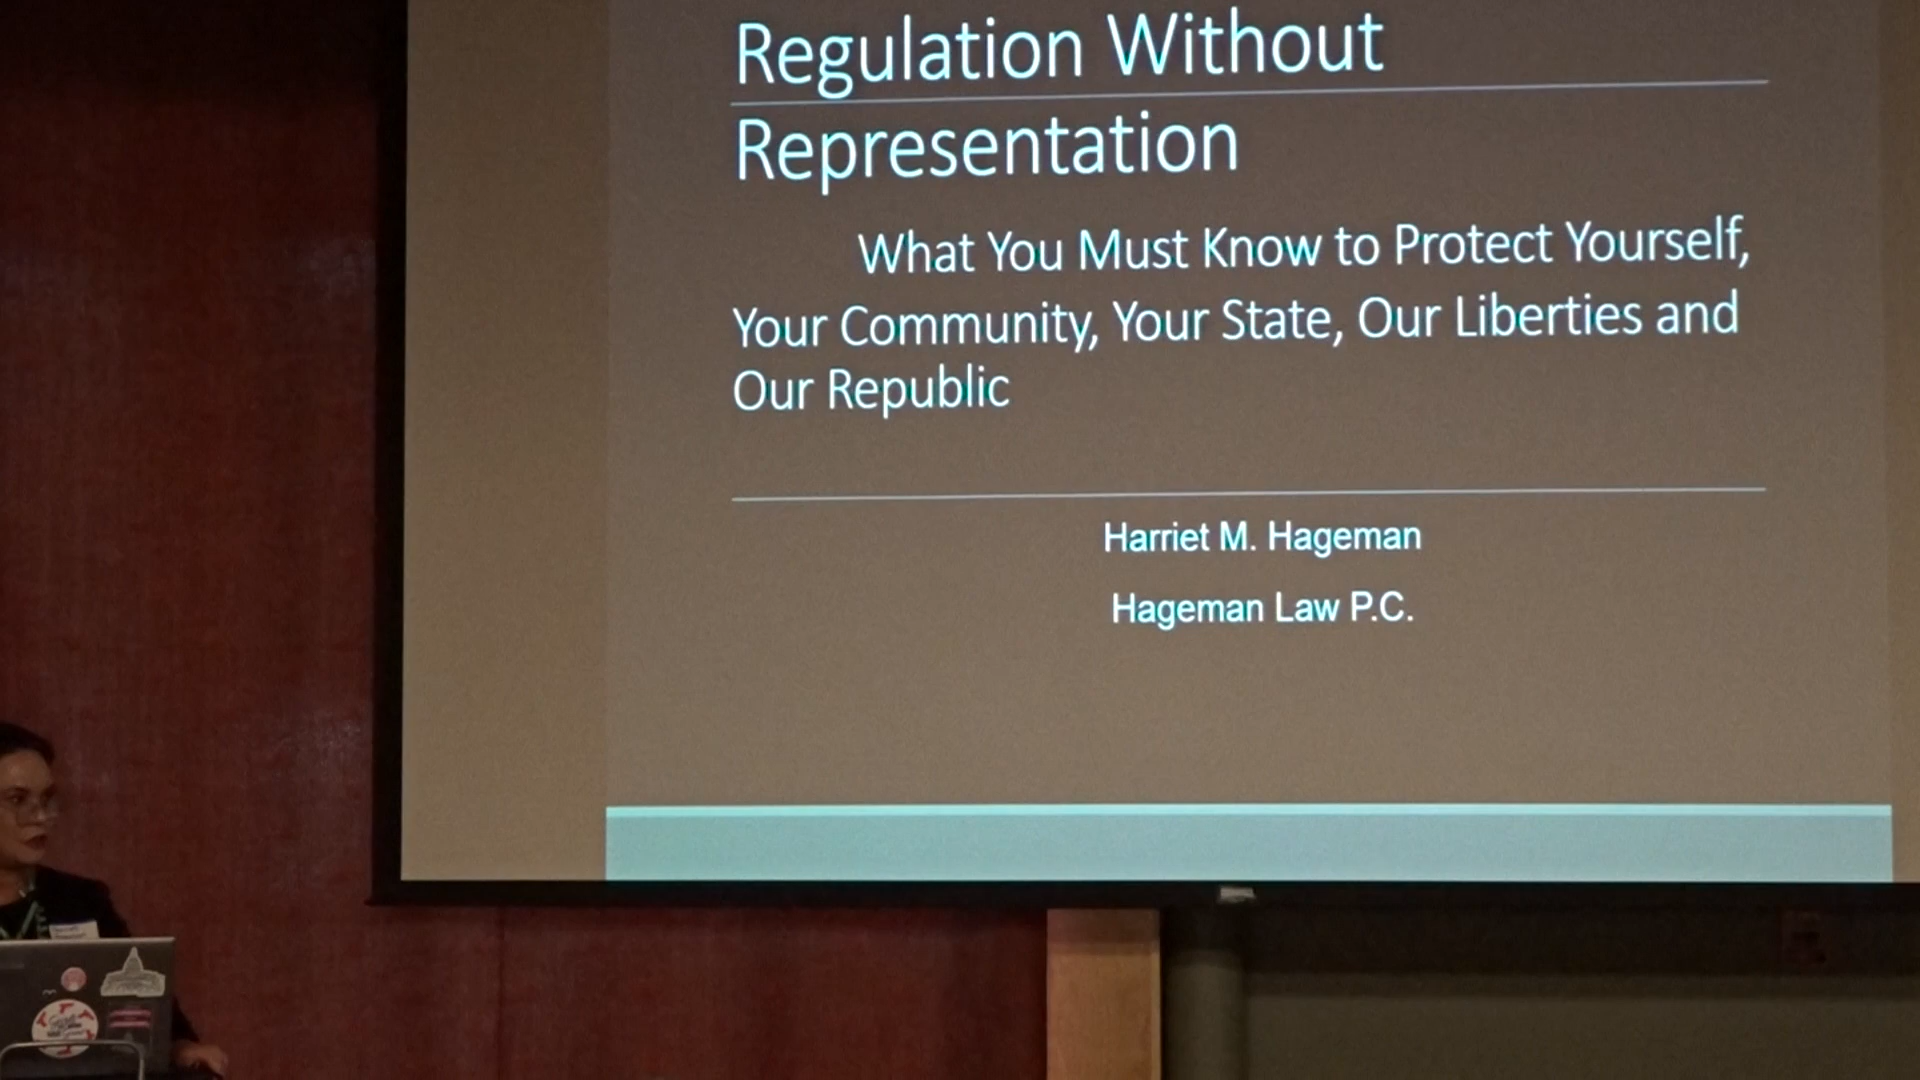 Regulation Without
Representation
What You Must Know to Protect Yourself,
Your Community, Your State, Our Liberties and
Our Republic
Harriet M. Hageman
Hageman Law P.C.